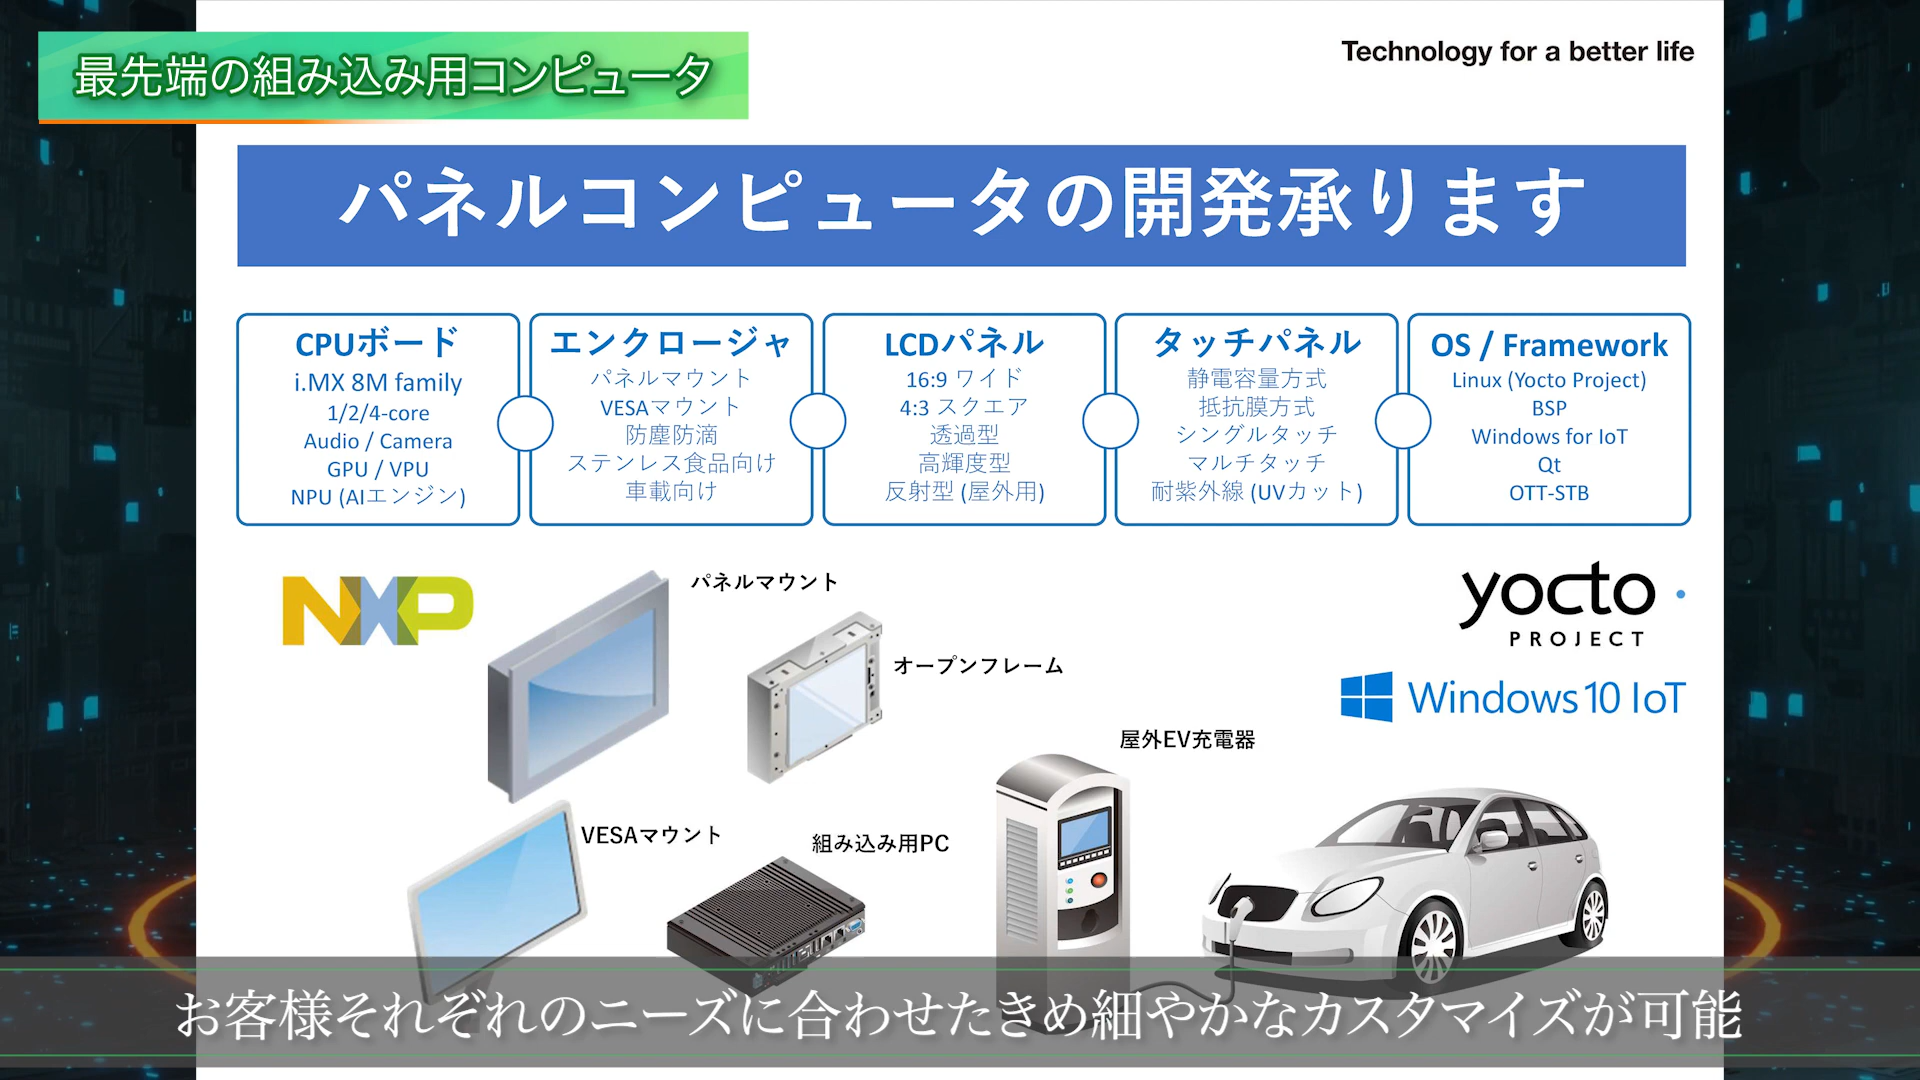 最先端の組み込み用コンピュータ
Technology for a better life
パネルコンピュータの開発承ります
CPUボード
i.MX 8M family
1/2/4-core
Audio / Camera
GPU / VPU
NPU (AIエンジン)
エンクロージャ
パネルマウント
VESAマウント
防塵防滴
ステンレス食品向け
車載向け
LCDパネル
16:9 ワイド
4:3 スクエア
透過型
高輝度型
反射型 (屋外用)
タッチパネル
静電容量方式
抵抗膜方式
シングルタッチ
マルチタッチ
耐紫外線 (UVカット)
OS / Framework
Linux (Yocto Project)
BSP
Windows for IoT
Qt
OTT-STB
NXP
パネルマウント
オープンフレーム
yocto
PROJECT
Windows 10 IoT
屋外EV充電器
VESAマウント
組み込み用PC
お客様それぞれのニーズに合わせたきめ細やかなカスタマイズが可能